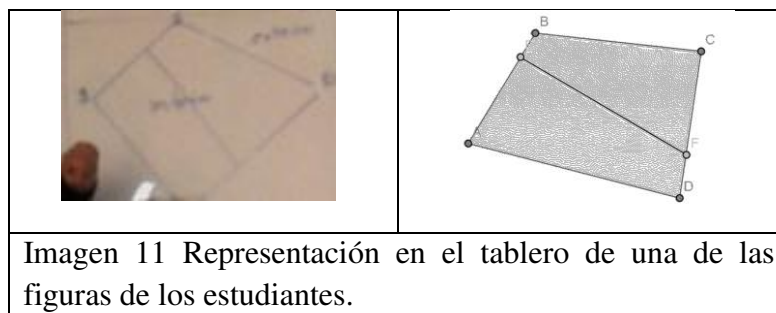 B
C
A
F
D
Imagen 11 Representación en el tablero de una de las
figuras de los estudiantes.